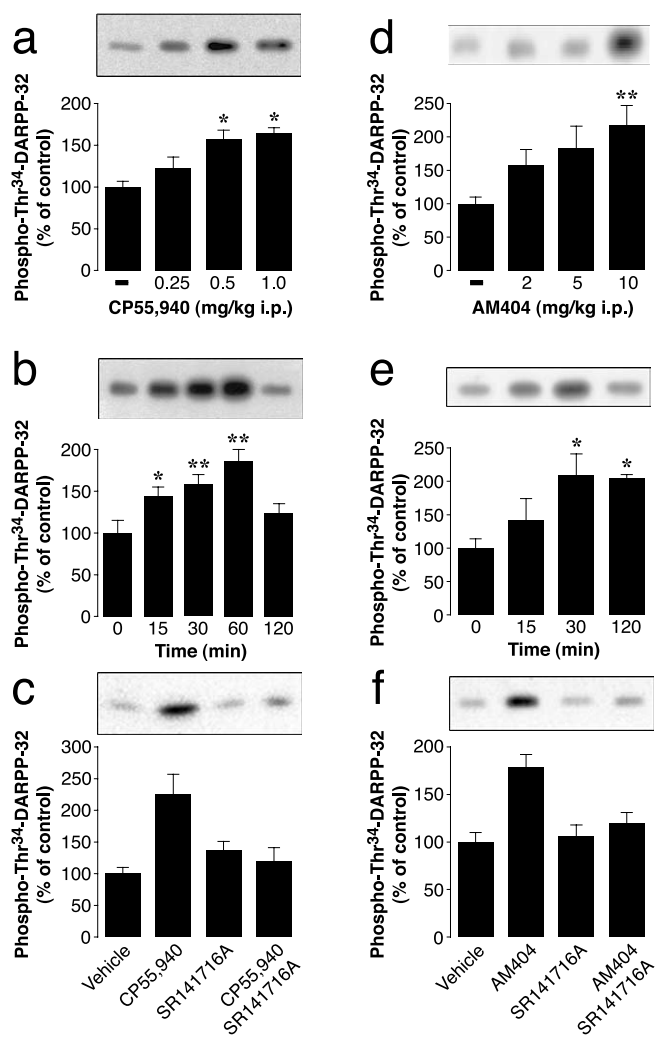 a
Phospho-Thr34-DARPP-32
(% of control)
200
150
100
50
0
* *
- 0.25 0.5 1.0
CP55,940 (mg/kg i.p.)
d
Phospho-Thr34-DARPP-32
(% of control)
250
200
150
100
50
0
**
- 2 5 10
AM404 (mg/kg i.p.)
b
Phospho-Thr34-DARPP-32
(% of control)
200
150
100
50
0
* ** **
0 15 30 60 120
Time (min)
e
Phospho-Thr34-DARPP-32
(% of control)
250
200
150
100
50
0
* *
0 15 30 120
Time (min)
c
Phospho-Thr34-DARPP-32
(% of control)
300
250
200
150
100
50
0
Vehicle
CP55,940
SR141716A
CP55,940
SR141716A
f
Phospho-Thr34-DARPP-32
(% of control)
200
150
100
50
0
Vehicle
AM404
SR141716A
AM404
SR141716A